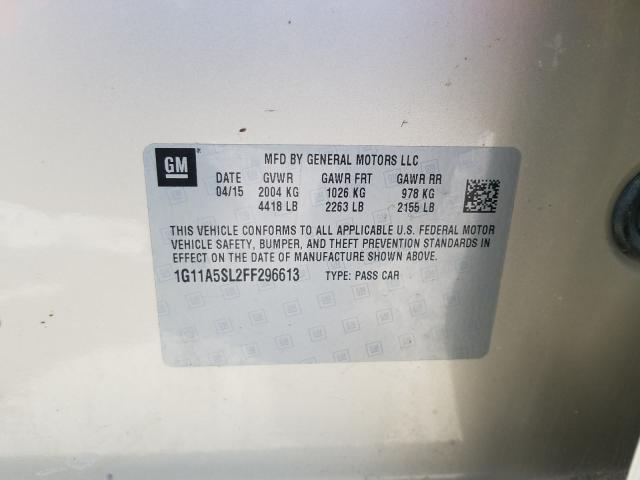 GM
MFD BY GENERAL MOTORS LLC
DATE GVWR GAWR FRT GAWR RR
04/15 2004 KG 1026 KG 978 KG
4418 LB 2263 LB 2156 LB
THIS VEHICLE CONFORMS TO ALL APPLICABLE U.S. FEDERAL MOTOR
VEHICLE SAFETY, BUMPER, AND THEFT PREVENTION STANDARDS IN
EFFECT ON THE DATE OF MANUFACTURE SHOWN ABOVE.
1G11A5SL2FF296613 TYPE: PASS CAR